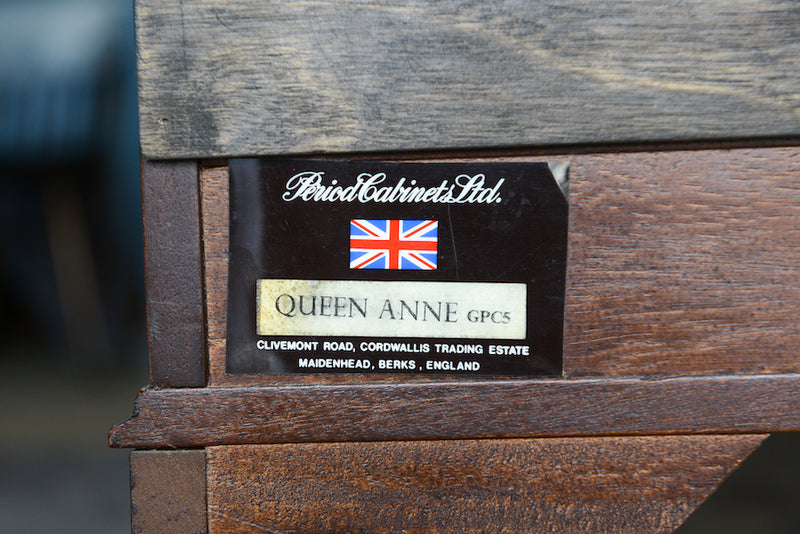 Period Cabinets Ltd.
QUEEN ANNE GPC5
CLIVEMONT ROAD, CORDWALLIS TRADING ESTATE
MAIDENHEAD, BERKS , ENGLAND